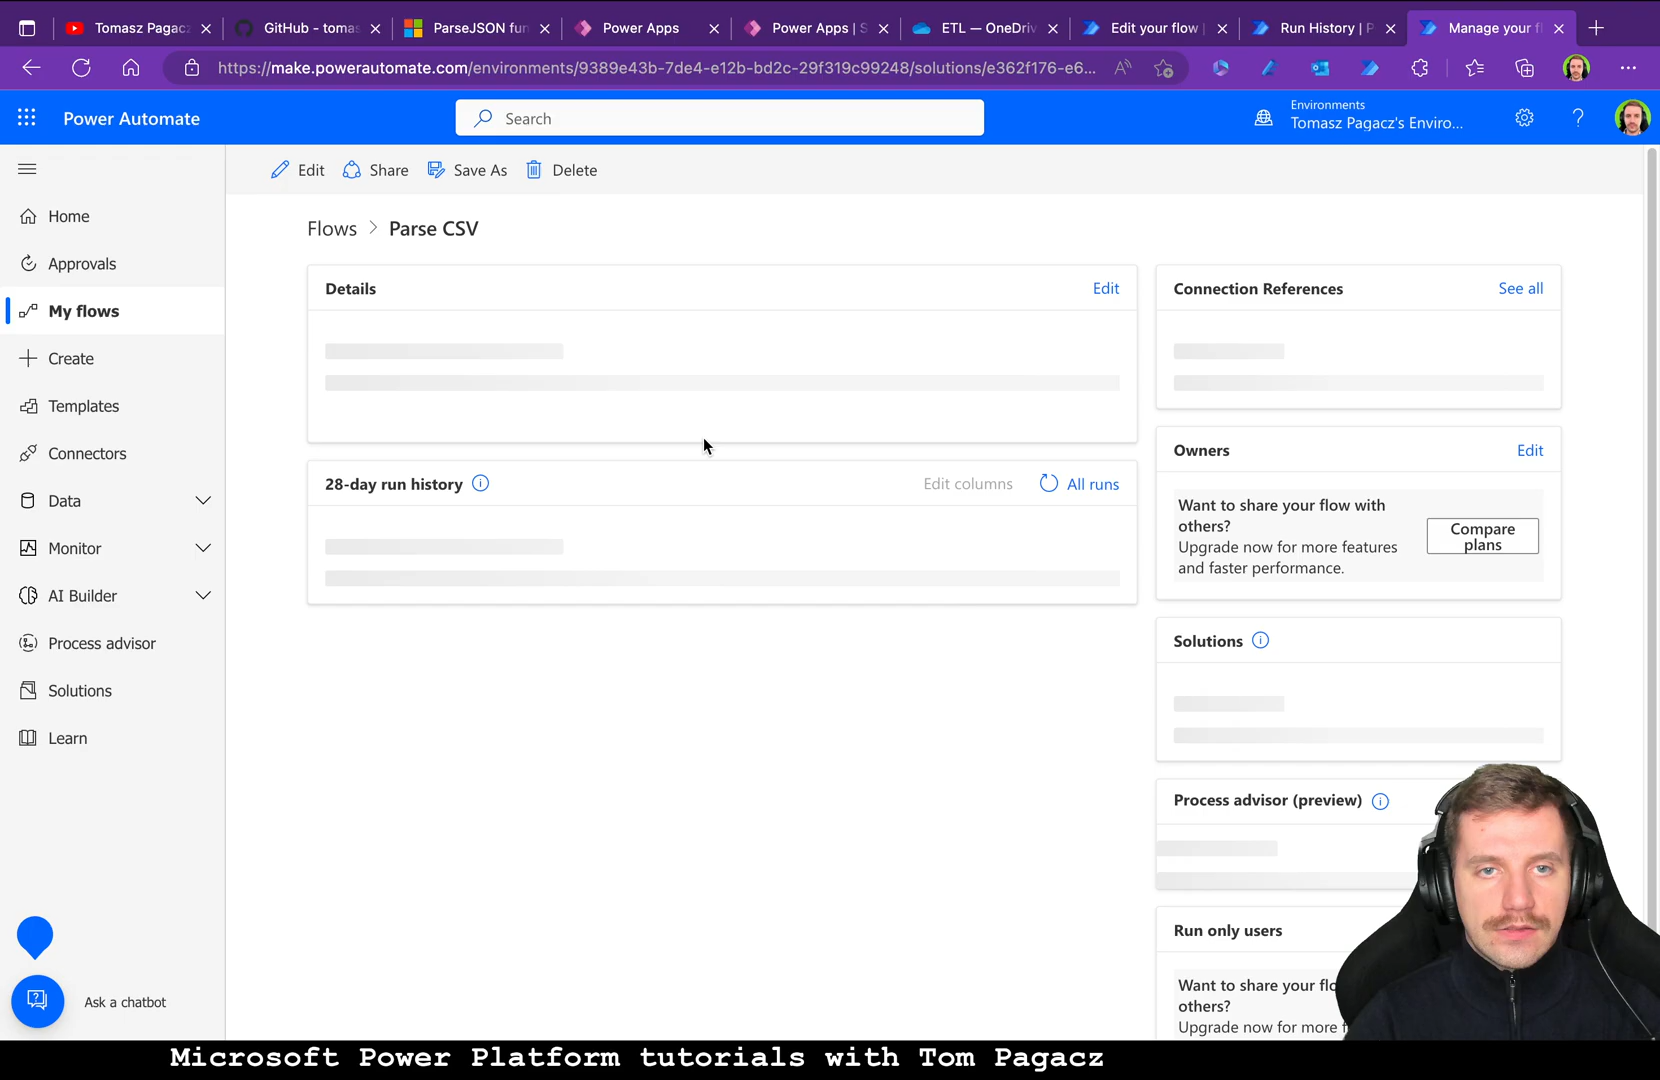 Tomasz Pagacz
GitHub - tomas
ParseJSON fun
Power Apps
Power Apps | S
ETL — OneDriv
Edit your flow |
Run History | P
Manage your fl
https://make.powerautomate.com/environments/9389e43b-7de4-e12b-bd2c-29f319c99248/solutions/e362f176-e6...
Power Automate
Search
Environments
Tomasz Pagacz's Enviro...
Edit
Share
Save As
Delete
Home
Approvals
My flows
Create
Templates
Connectors
Data
Monitor
AI Builder
Process advisor
Solutions
Learn
Ask a chatbot
Flows > Parse CSV
Details
Edit
28-day run history
Edit columns
All runs
Connection References
See all
Owners
Edit
Want to share your flow with
others?
Upgrade now for more features
and faster performance.
Compare
plans
Solutions
Process advisor (preview)
Run only users
Want to share your flo
others?
Upgrade now for more f
Microsoft Power Platform tutorials with Tom Pagacz